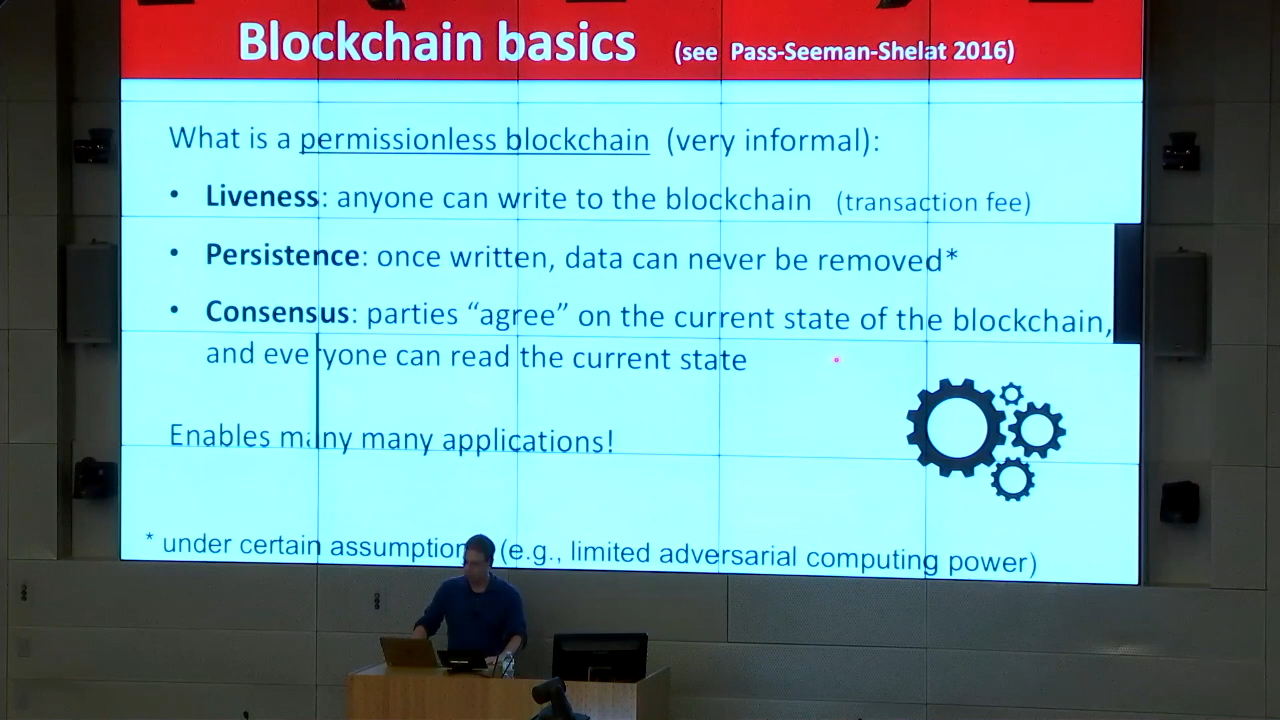 Blockchain basics (see Pass-Seeman-Shelat 2016)
What is a permissionless blockchain (very informal):
• Liveness: anyone can write to the blockchain (transaction fee)
• Persistence: once written, data can never be removed*
• Consensus: parties “agree” on the current state of the blockchain,
and everyone can read the current state
Enables many many applications!
* under certain assumption (e.g., limited adversarial computing power)